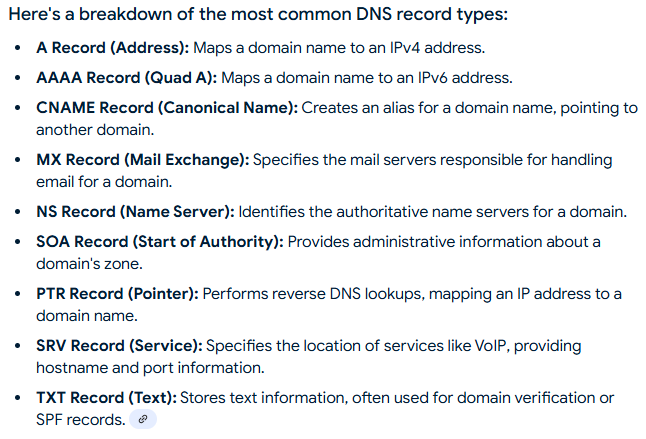 Here's a breakdown of the most common DNS record types:
• A Record (Address): Maps a domain name to an IPv4 address.
• AAAA Record (Quad A): Maps a domain name to an IPv6 address.
• CNAME Record (Canonical Name): Creates an alias for a domain name, pointing to
another domain.
• MX Record (Mail Exchange): Specifies the mail servers responsible for handling
email for a domain.
• NS Record (Name Server): Identifies the authoritative name servers for a domain.
• SOA Record (Start of Authority): Provides administrative information about a
domain's zone.
• PTR Record (Pointer): Performs reverse DNS lookups, mapping an IP address to a
domain name.
• SRV Record (Service): Specifies the location of services like VoIP, providing
hostname and port information.
• TXT Record (Text): Stores text information, often used for domain verification or
SPF records.